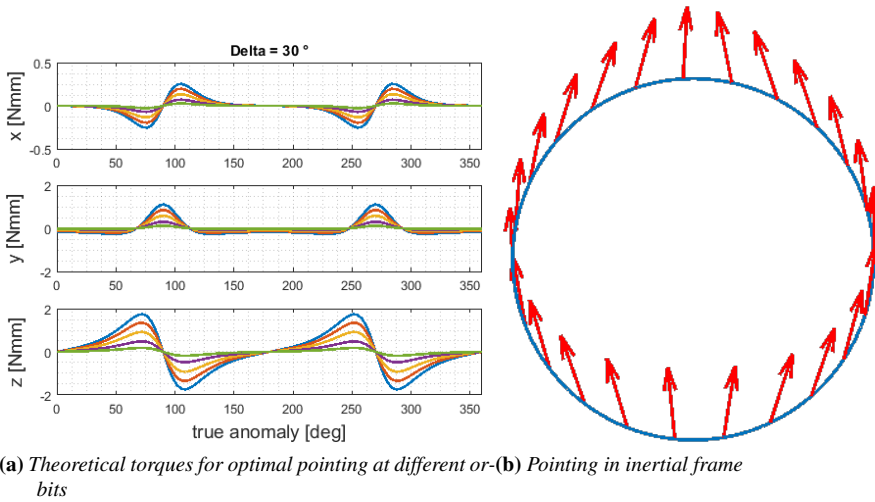 Delta = 30 °
0.5
0
-0.5
x [Nmm]
0 50 100 150 200 250 300 350
2
0
-2
y [Nmm]
0 50 100 150 200 250 300 350
2
0
-2
z [Nmm]
0 50 100 150 200 250 300 350
true anomaly [deg]
(a) Theoretical torques for optimal pointing at different or-
bits
(b) Pointing in inertial frame